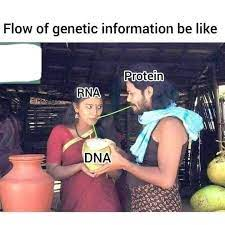 Flow of genetic information be like
Protein
RNA
DNA